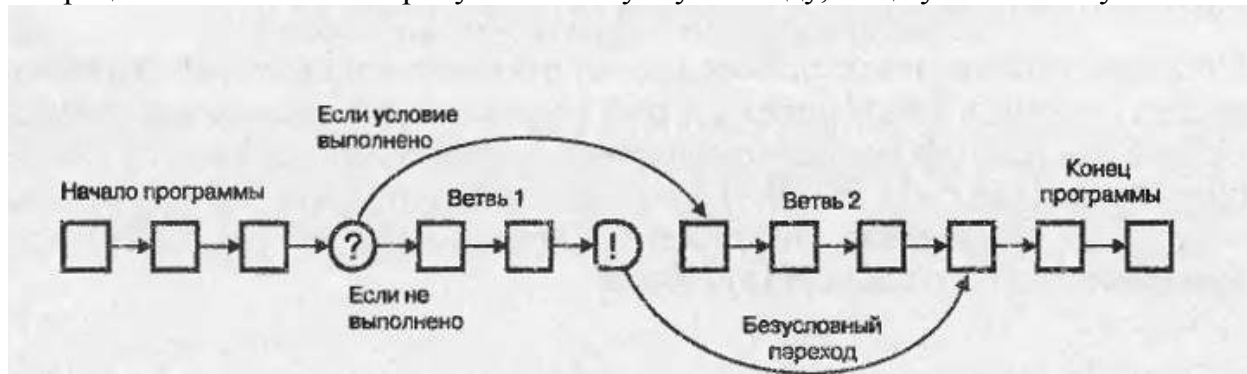 Если условие
выполнено
Начало программы
Ветвь 1
Ветвь 2
Конец
программы
?
!
Если не
выполнено
Безусловный
переход